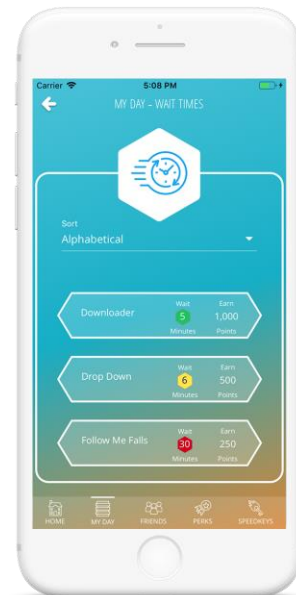 Carrier 5:08 PM
MY DAY – WAIT TIMES
Sort
Alphabetical
Downloader
Wait
5
Minutes
Earn
1,000
Points
Drop Down
Wait
6
Minutes
Earn
500
Points
Follow Me Falls
Wait
30
Minutes
Earn
250
Points
HOME MY DAY FRIENDS PERKS SPEEDKEYS